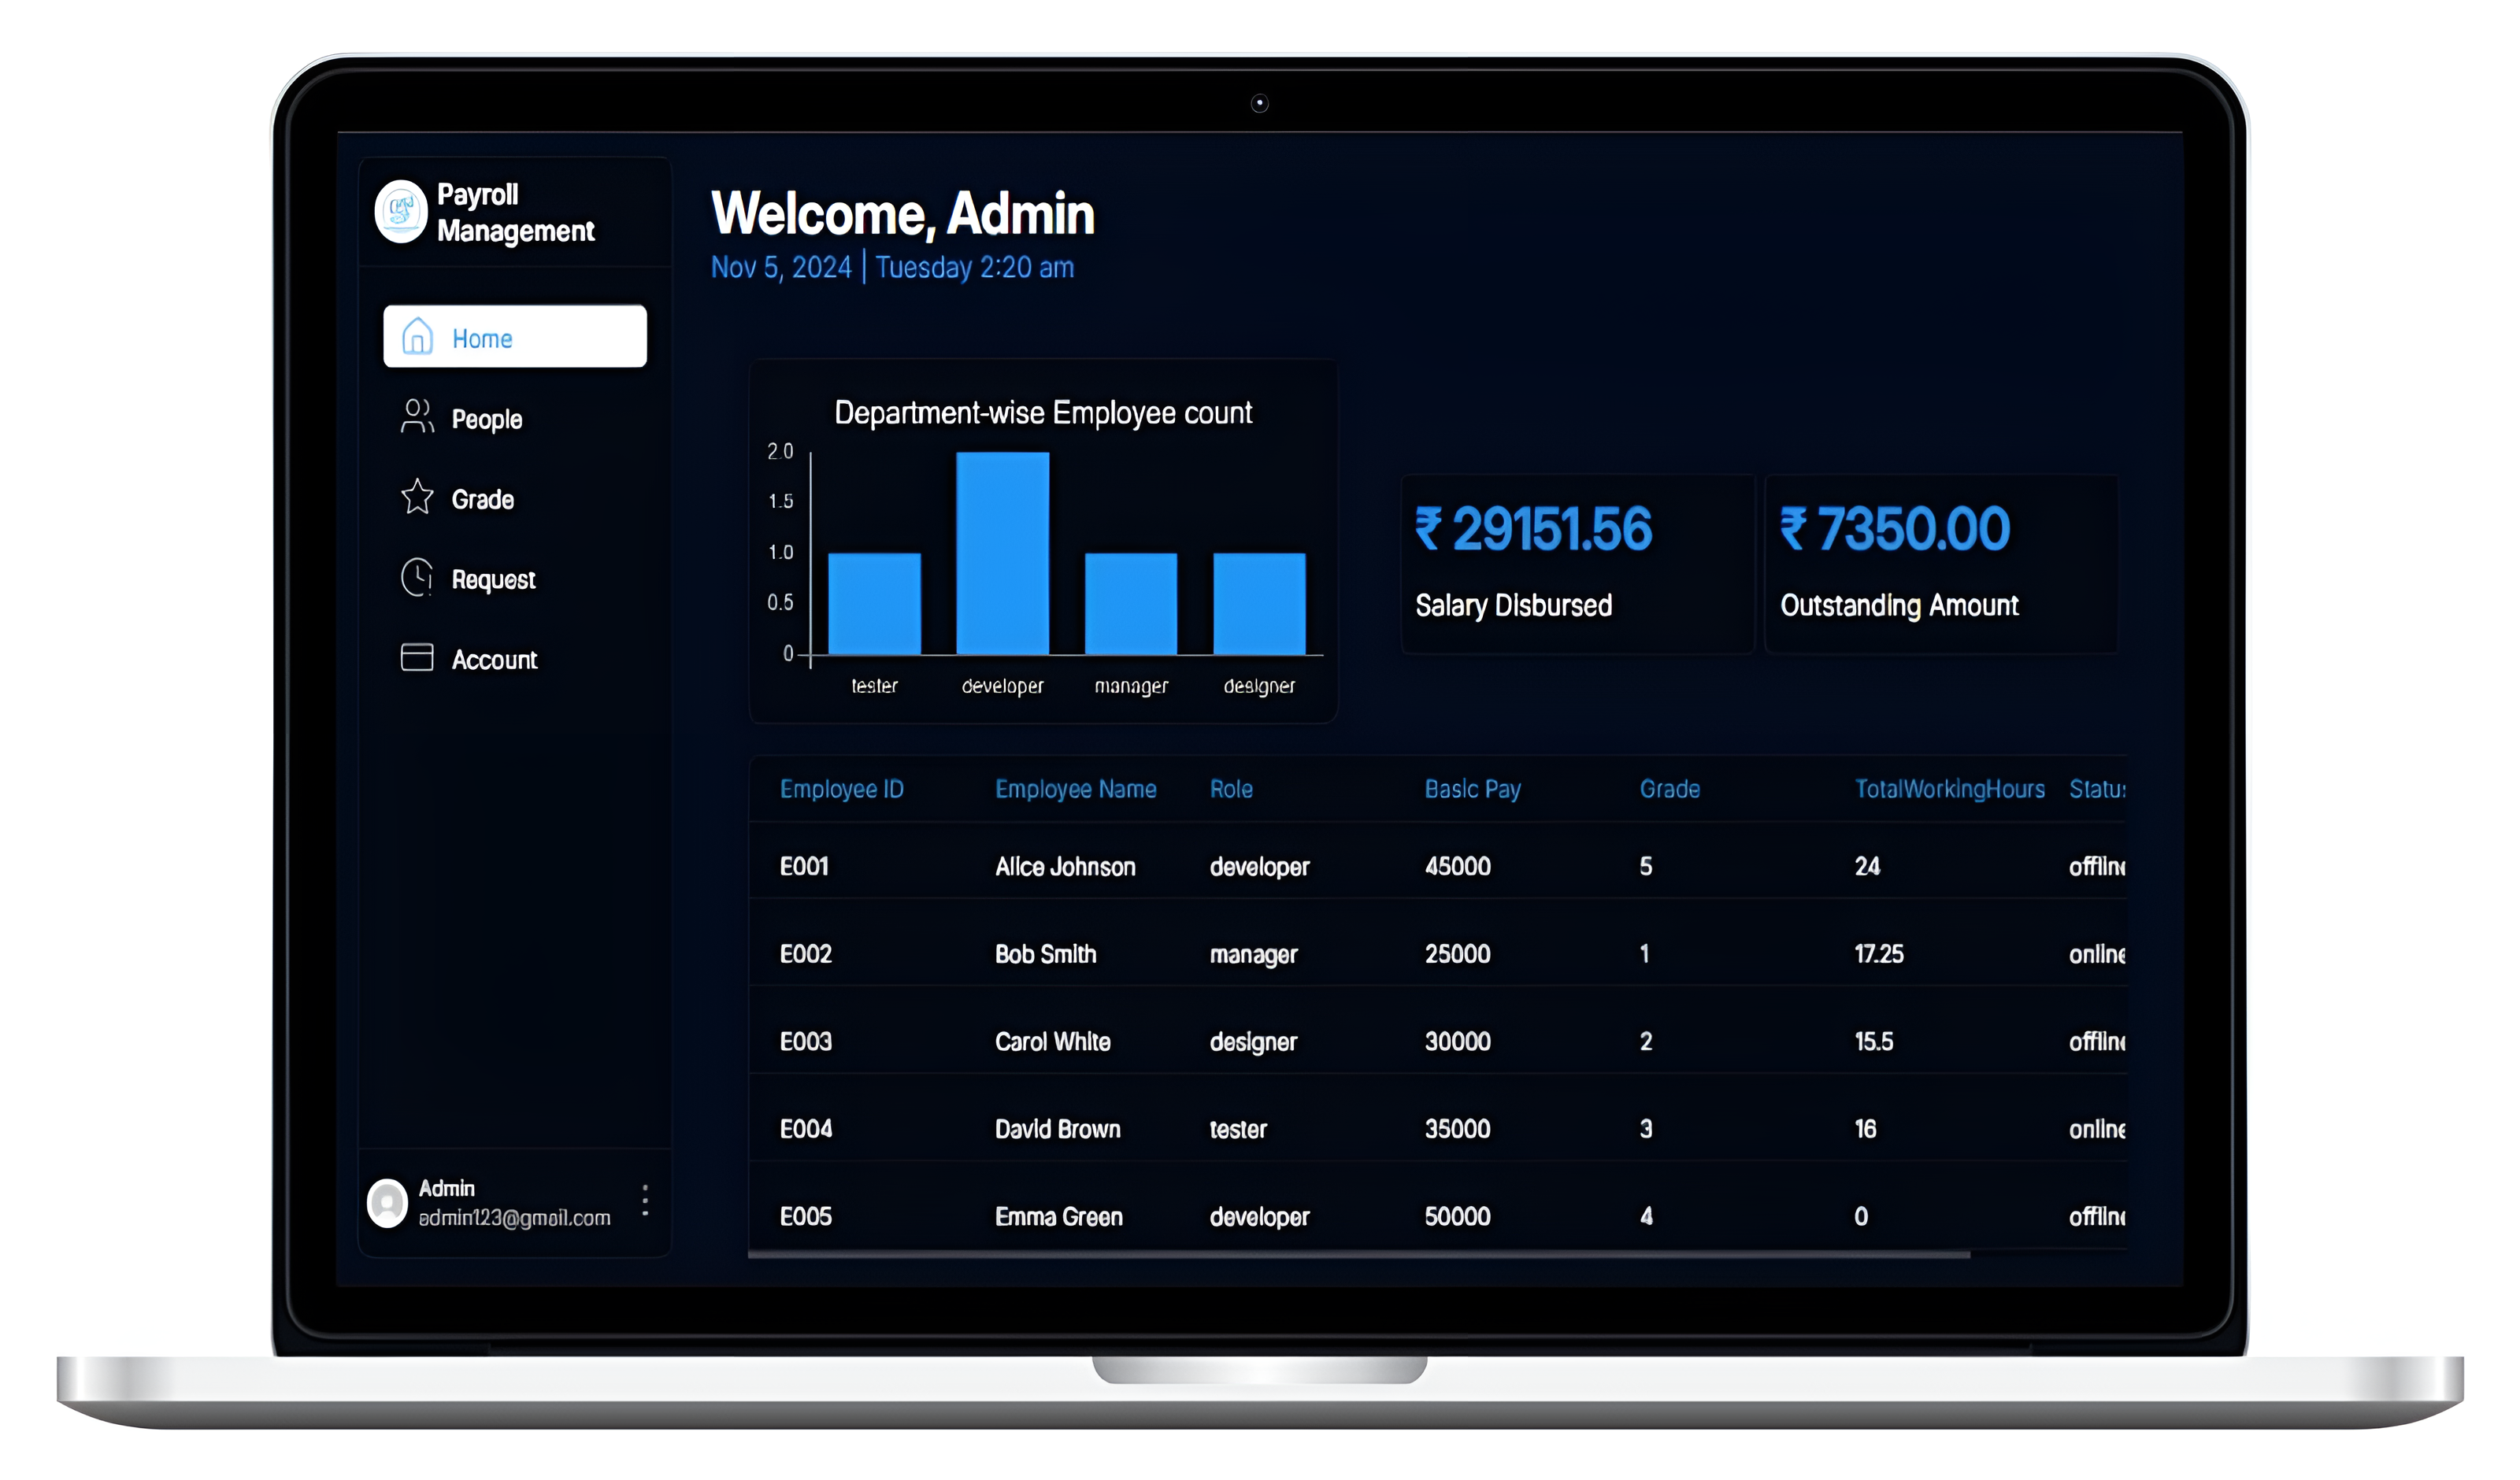 Payroll
Management
Home
People
Grade
Request
Account
Admin
admin123@gmail.com
Welcome, Admin
Nov 5, 2024 | Tuesday 2:20 am
Department-wise Employee count
2.0
1.5
1.0
0.5
0
tester developer manager designer
₹ 29151.56
Salary Disbursed
₹ 7350.00
Outstanding Amount
Employee ID Employee Name Role Basic Pay Grade TotalWorkingHours Statu
E001 Alice Johnson developer 45000 5 24 offlin
E002 Bob Smith manager 25000 1 17.25 online
E003 Carol White designer 30000 2 15.5 offlin
E004 David Brown tester 35000 3 16 online
E005 Emma Green developer 50000 4 0 offlin